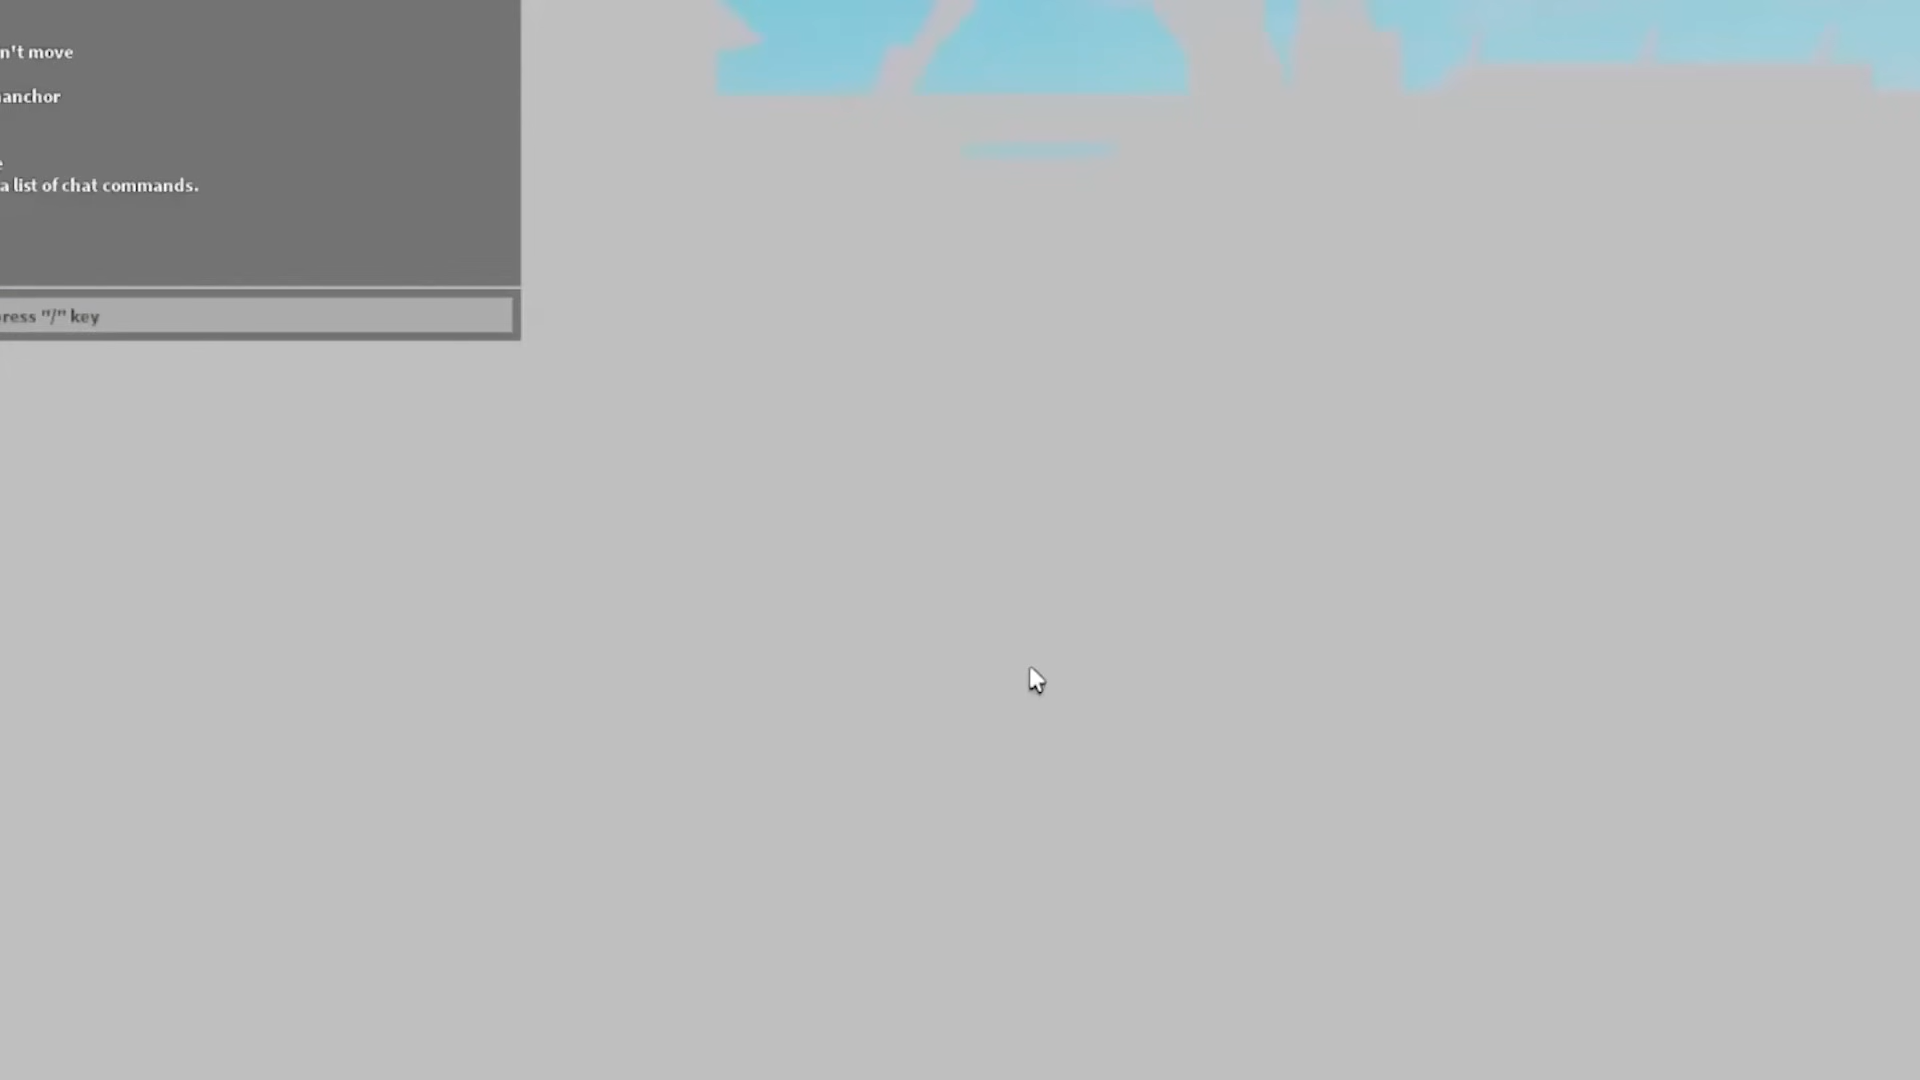 n't move
anchor
e
a list of chat commands.
ress "/" key